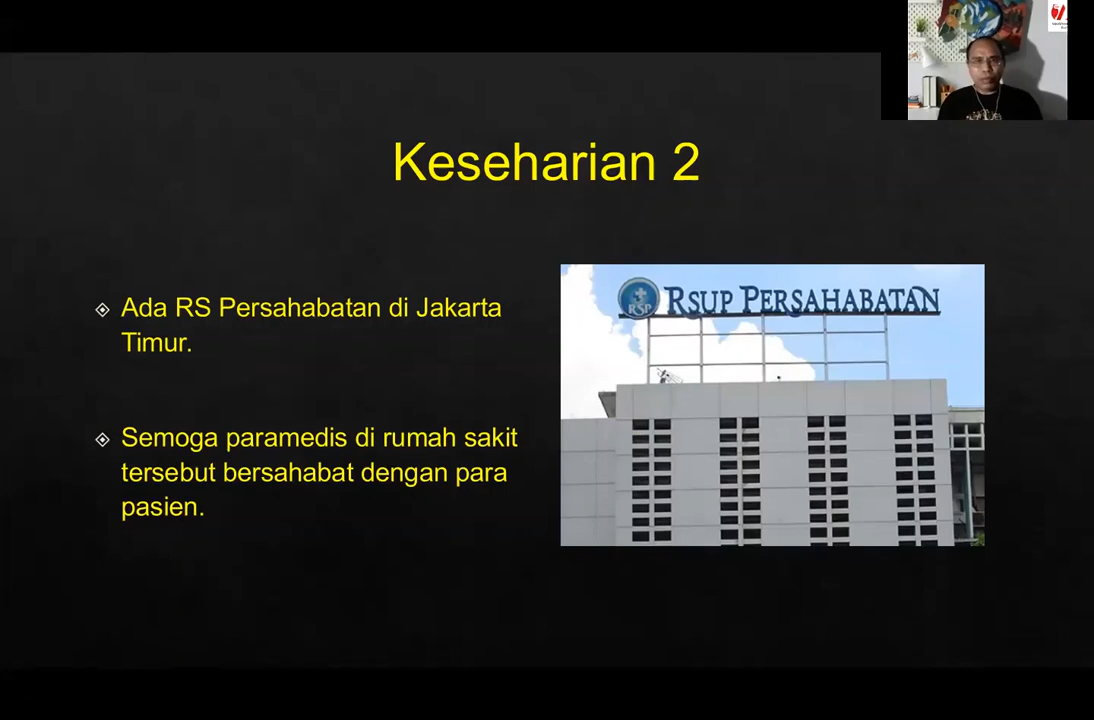 Keseharian 2
Ada RS Persahabatan di Jakarta
Timur.
Semoga paramedis di rumah sakit
tersebut bersahabat dengan para
pasien.
RSP RSUP PERSAHABATAN